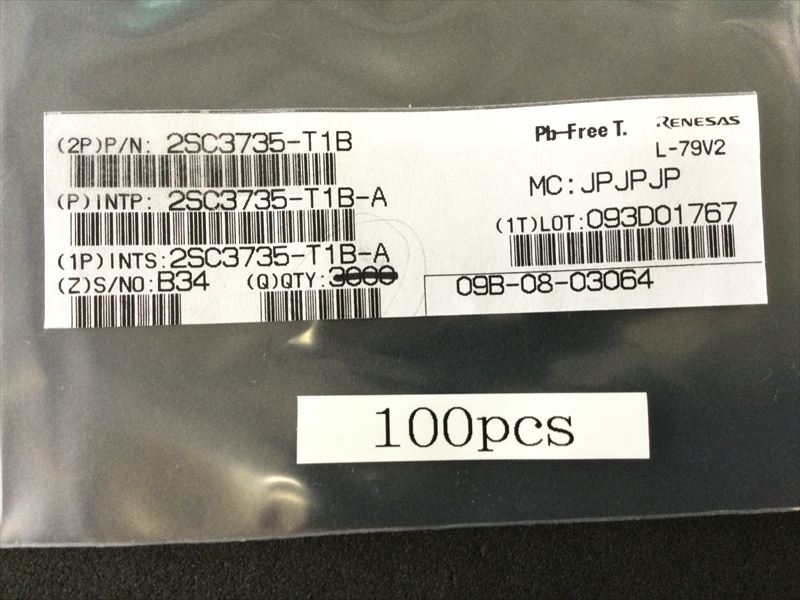 (2P)P/N: 2SC3735-T1B
Pb-Free T. RENESAS
L-79V2
(P)INTP: 2SC3735-T1B-A
MC:JPJPJP
(1T)LOT:093D01767
(1P)INTS:2SC3735-T1B-A
(Z)S/NO:B34 (Q)QTY:3000
09B-08-03064
100pcs